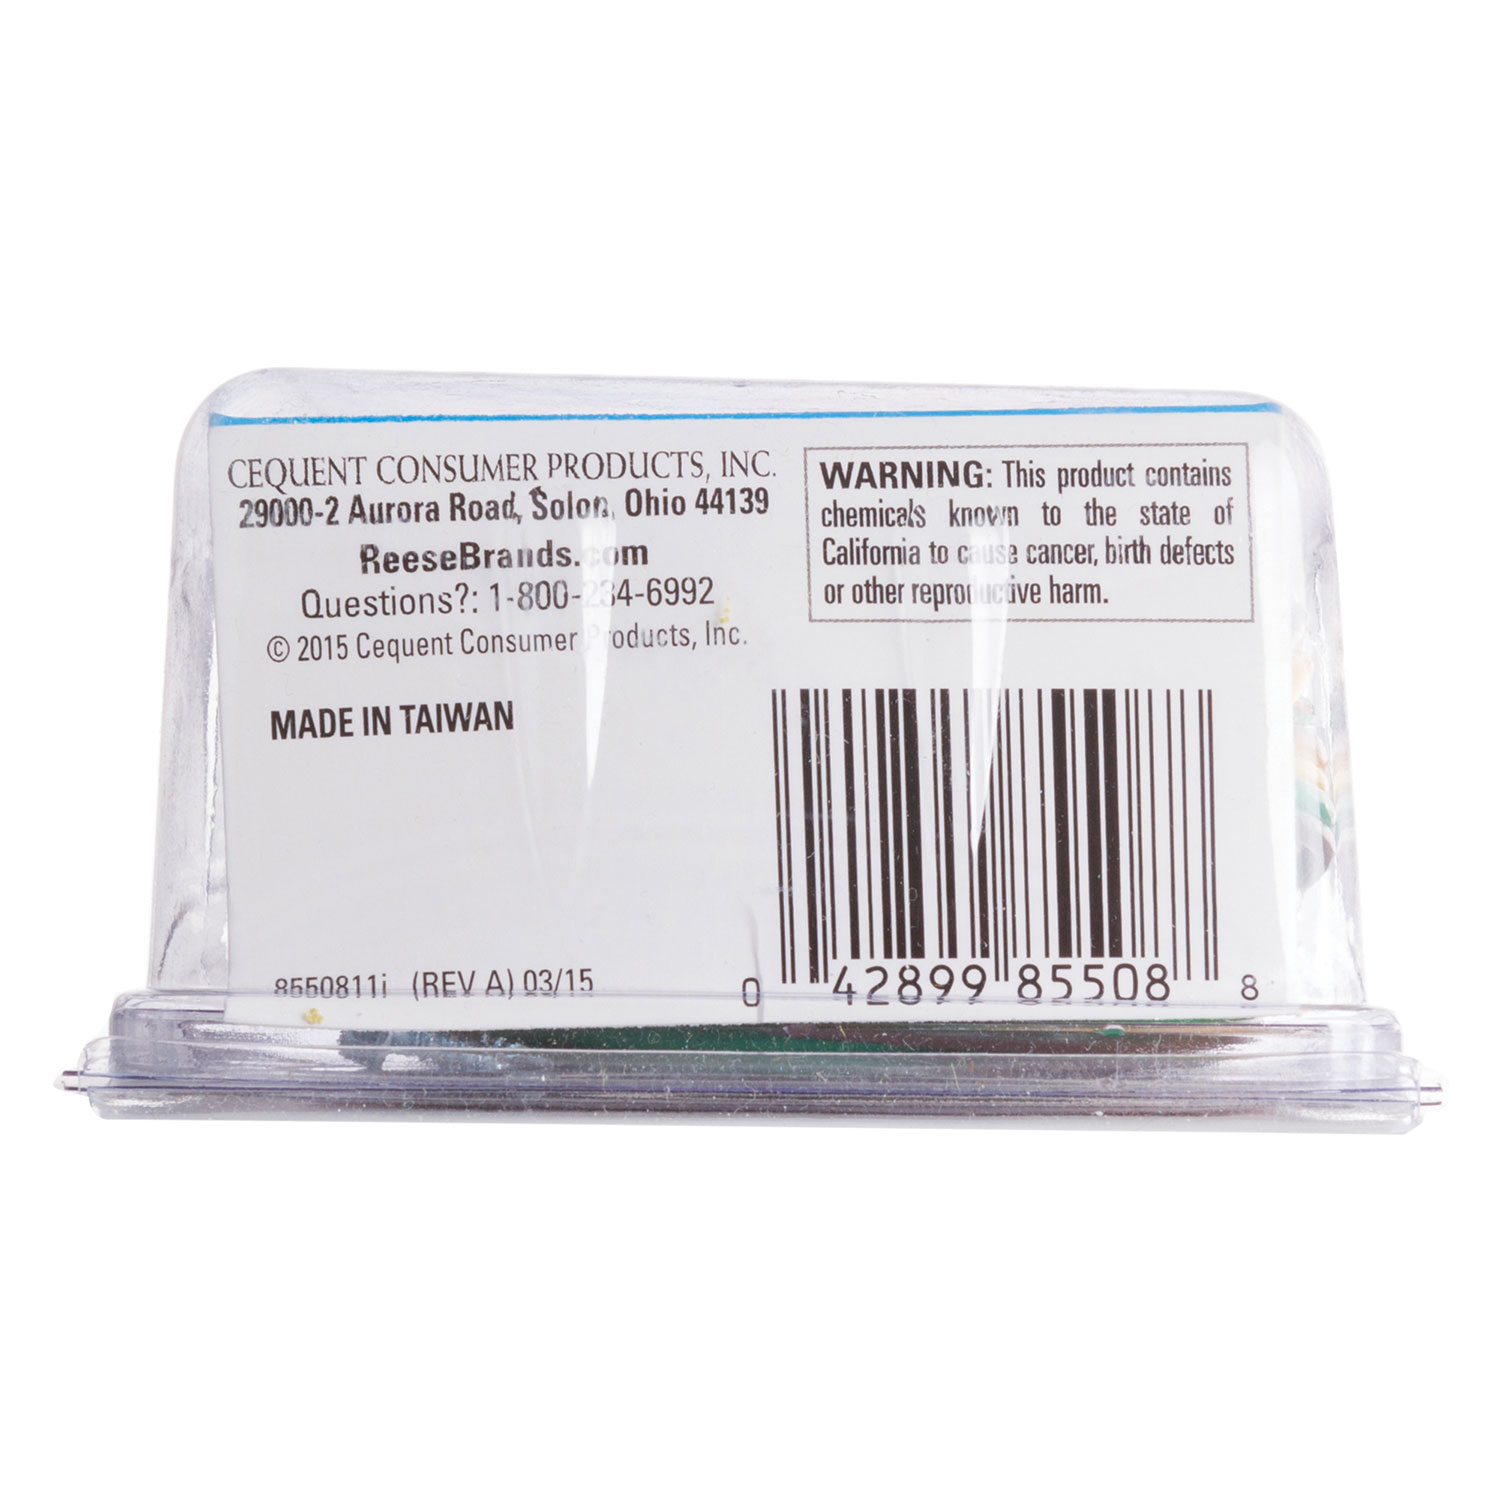 CEQUENT CONSUMER PRODUCTS, INC.
29000-2 Aurora Road, Solon, Ohio 44139
ReeseBrands.com
Questions?: 1-800-234-6992
© 2015 Cequent Consumer Products, Inc.
MADE IN TAIWAN
8550811i (REV A) 03/15
WARNING: This product contains
chemicals known to the state of
California to cause cancer, birth defects
or other reproductive harm.
0 42899 85508 8